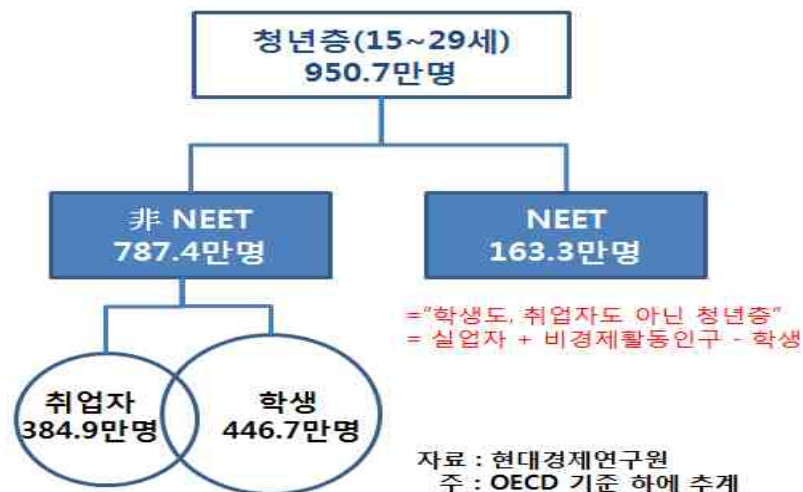 청년층(15~29세)
950.7만명
非 NEET
787.4만명
NEET
163.3만명
="학생도, 취업자도 아닌 청년층"
= 실업자 + 비경제활동인구 - 학생
취업자
384.9만명
학생
446.7만명
자료 : 현대경제연구원
주 : OECD 기준 하에 추계